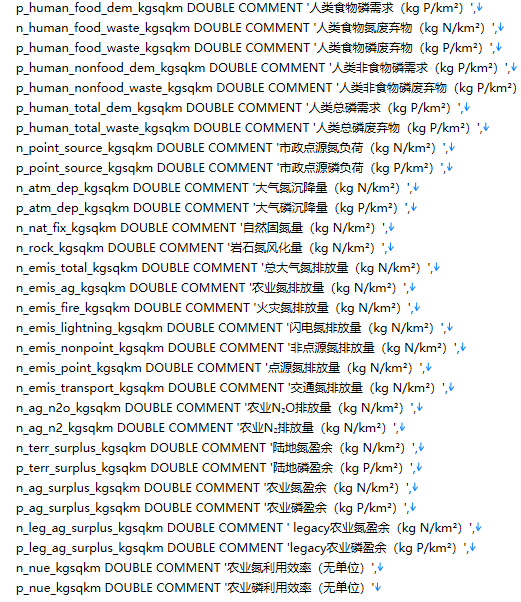 p_human_food_dem_kgsqkm DOUBLE COMMENT '人类食物磷需求（kg P/km²）',↓
n_human_food_waste_kgsqkm DOUBLE COMMENT '人类食物氮废弃物（kg N/km²）',↓
p_human_food_waste_kgsqkm DOUBLE COMMENT '人类食物磷废弃物（kg P/km²）',↓
p_human_nonfood_dem_kgsqkm DOUBLE COMMENT '人类非食物磷需求（kg P/km²）',↓
p_human_nonfood_waste_kgsqkm DOUBLE COMMENT '人类非食物磷废弃物（kg P/km²）
p_human_total_dem_kgsqkm DOUBLE COMMENT '人类总磷需求（kg P/km²）',↓
p_human_total_waste_kgsqkm DOUBLE COMMENT '人类总磷废弃物（kg P/km²）',↓
n_point_source_kgsqkm DOUBLE COMMENT '市政点源氮负荷（kg N/km²）',↓
p_point_source_kgsqkm DOUBLE COMMENT '市政点源磷负荷（kg P/km²）',↓
n_atm_dep_kgsqkm DOUBLE COMMENT '大气氮沉降量（kg N/km²）',↓
p_atm_dep_kgsqkm DOUBLE COMMENT '大气磷沉降量（kg P/km²）',↓
n_nat_fix_kgsqkm DOUBLE COMMENT '自然固氮量（kg N/km²）',↓
n_rock_kgsqkm DOUBLE COMMENT '岩石氮风化量（kg N/km²）',↓
n_emis_total_kgsqkm DOUBLE COMMENT '总大气氮排放量（kg N/km²）',↓
n_emis_ag_kgsqkm DOUBLE COMMENT '农业氮排放量（kg N/km²）',↓
n_emis_fire_kgsqkm DOUBLE COMMENT '火灾氮排放量（kg N/km²）',↓
n_emis_lightning_kgsqkm DOUBLE COMMENT '闪电氮排放量（kg N/km²）',↓
n_emis_nonpoint_kgsqkm DOUBLE COMMENT '非点源氮排放量（kg N/km²）',↓
n_emis_point_kgsqkm DOUBLE COMMENT '点源氮排放量（kg N/km²）',↓
n_emis_transport_kgsqkm DOUBLE COMMENT '交通氮排放量（kg N/km²）',↓
n_ag_n2o_kgsqkm DOUBLE COMMENT '农业N₂O排放量（kg N/km²）',↓
n_ag_n2_kgsqkm DOUBLE COMMENT '农业N₂排放量（kg N/km²）',↓
n_terr_surplus_kgsqkm DOUBLE COMMENT '陆地氮盈余（kg N/km²）',↓
p_terr_surplus_kgsqkm DOUBLE COMMENT '陆地磷盈余（kg P/km²）',↓
n_ag_surplus_kgsqkm DOUBLE COMMENT '农业氮盈余（kg N/km²）',↓
p_ag_surplus_kgsqkm DOUBLE COMMENT '农业磷盈余（kg P/km²）',↓
n_leg_ag_surplus_kgsqkm DOUBLE COMMENT ' legacy农业氮盈余（kg N/km²）',↓
p_leg_ag_surplus_kgsqkm DOUBLE COMMENT 'legacy农业磷盈余（kg P/km²）',↓
n_nue_kgsqkm DOUBLE COMMENT '农业氮利用效率（无单位）',↓
p_nue_kgsqkm DOUBLE COMMENT '农业磷利用效率（无单位）'↓